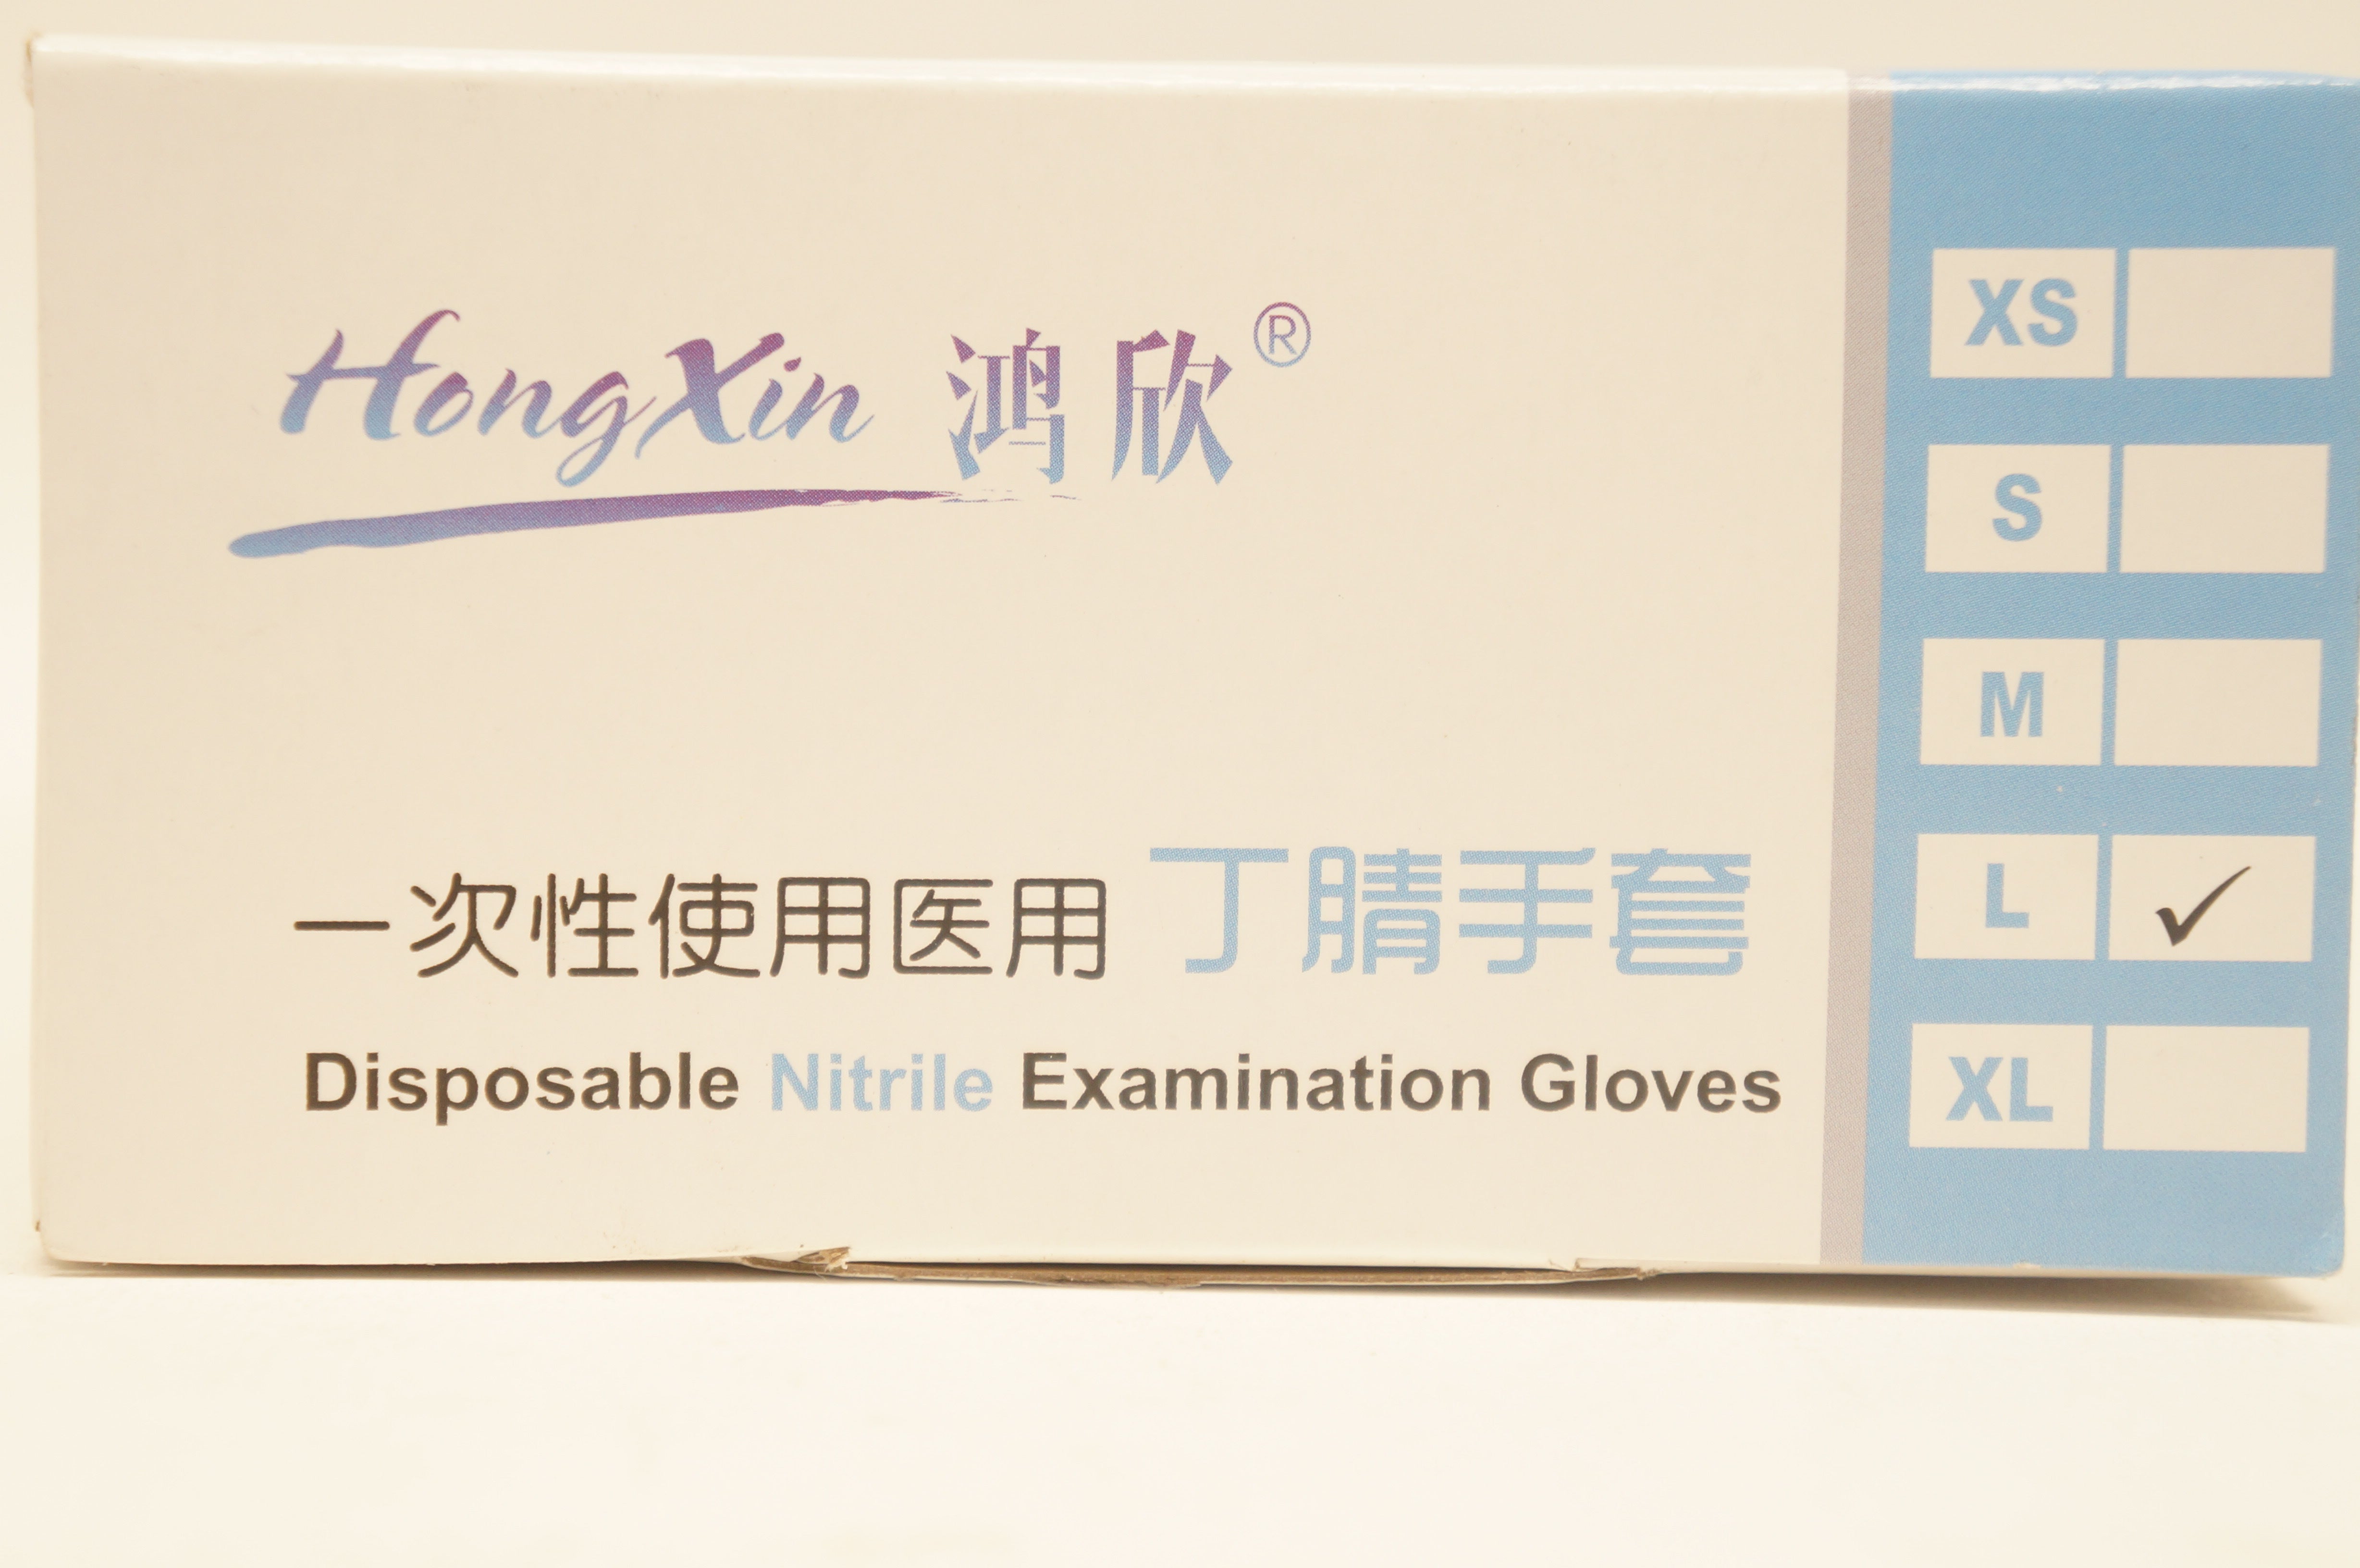 HongXin 鸿欣®
一次性使用医用 丁腈手套
Disposable Nitrile Examination Gloves
XS
S
M
L ✓
XL